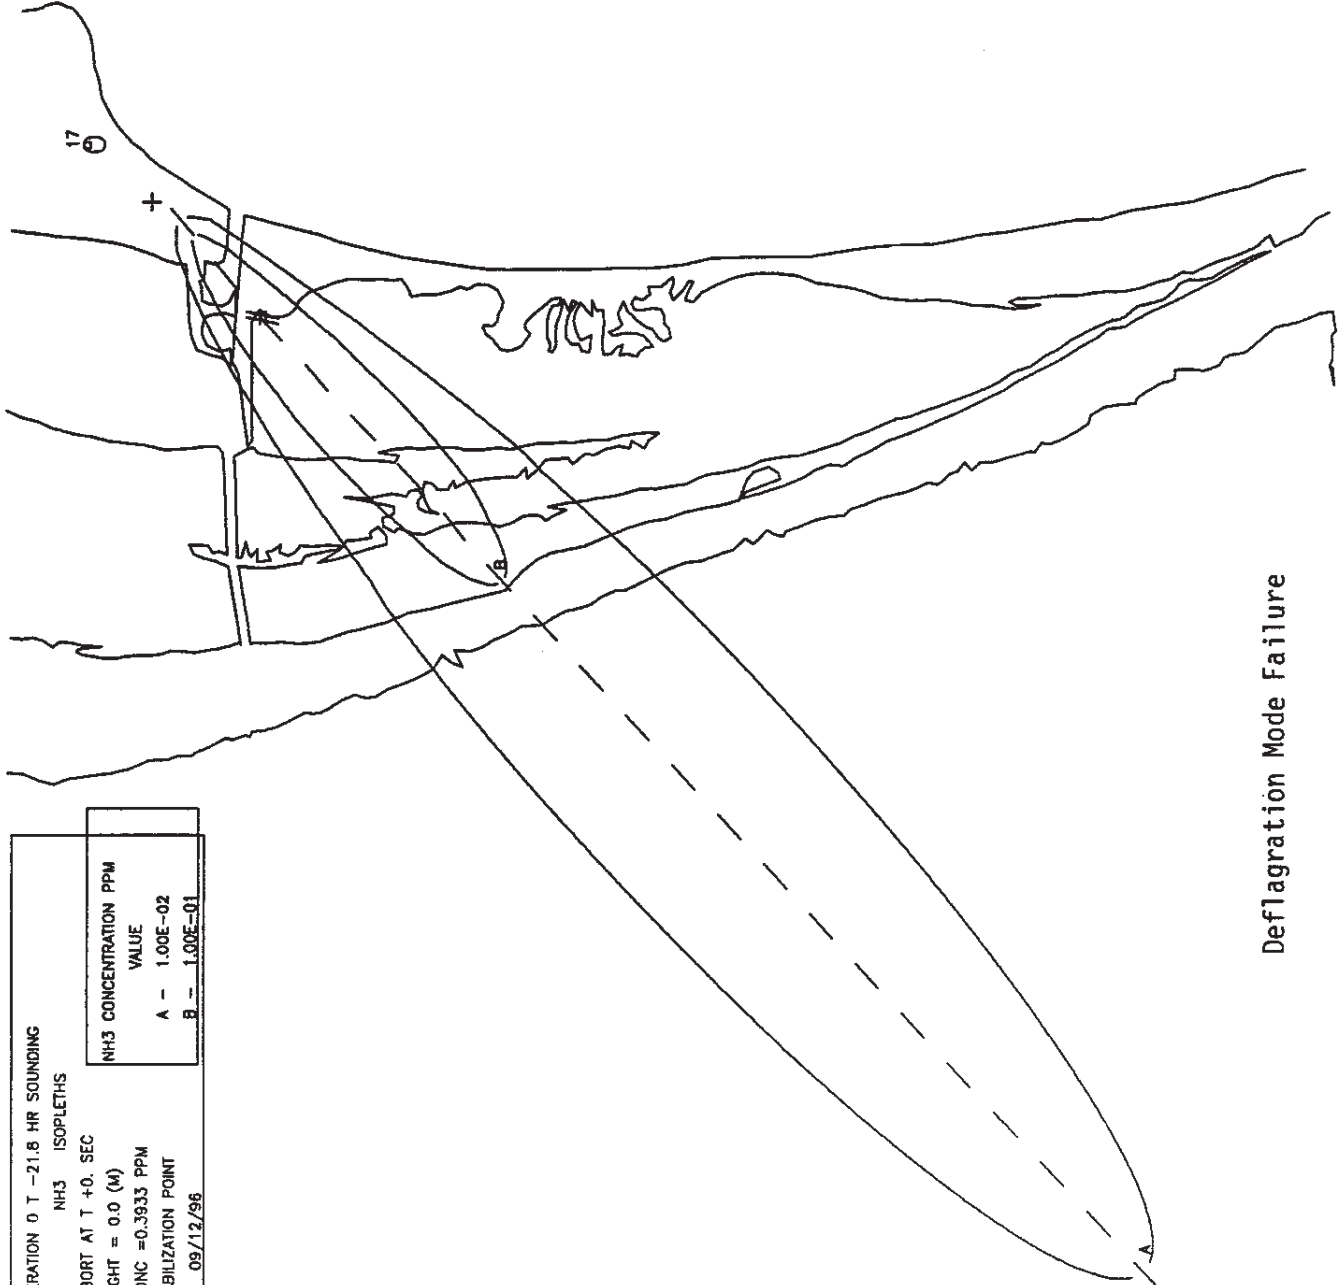 17
B
A
RATION 0 T -21.8 HR SOUNDING
NH3 ISOPLETHS
ORT AT T +0. SEC
GHT = 0.0 (M)
NC =0.3933 PPM
BILIZATION POINT
09/12/96
NH3 CONCENTRATION PPM
VALUE
A - 1.00E-02
B - 1.00E-01
Deflagration Mode Failure